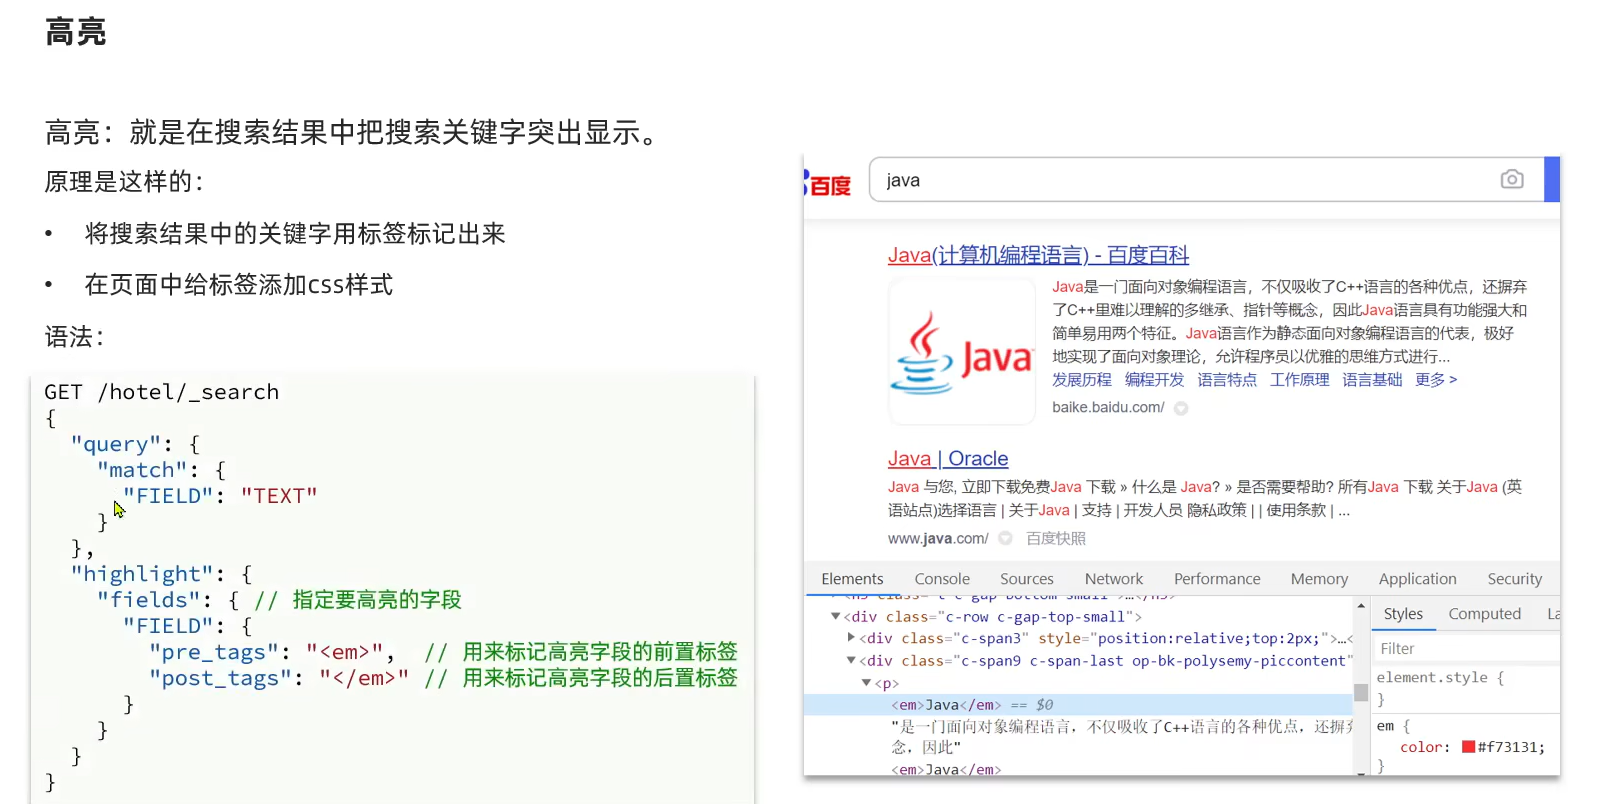 高亮
高亮：就是在搜索结果中把搜索关键字突出显示。
原理是这样的：
• 将搜索结果中的关键字用标签标记出来
• 在页面中给标签添加css样式
语法：
GET /hotel/_search
{
  "query": {
    "match": {
      "FIELD": "TEXT"
    }
  },
  "highlight": {
    "fields": { // 指定要高亮的字段
      "FIELD": {
        "pre_tags": "<em>",  // 用来标记高亮字段的前置标签
        "post_tags": "</em>" // 用来标记高亮字段的后置标签
      }
    }
  }
}
百度
java
Java(计算机编程语言) - 百度百科
Java
Java是一门面向对象编程语言，不仅吸收了C++语言的各种优点，还摒弃
了C++里难以理解的多继承、指针等概念，因此Java语言具有功能强大和
简单易用两个特征。Java语言作为静态面向对象编程语言的代表，极好
地实现了面向对象理论，允许程序员以优雅的思维方式进行...
发展历程 编程开发 语言特点 工作原理 语言基础 更多 >
baike.baidu.com/
Java | Oracle
Java 与您, 立即下载免费Java 下载 » 什么是 Java? » 是否需要帮助? 所有Java 下载 关于Java (英
语站点)选择语言 | 关于Java | 支持 | 开发人员 隐私政策 | | 使用条款 | ...
www.java.com/ 百度快照
Elements Console Sources Network Performance Memory Application Security
<div class="c-row c-gap-top-small">
<div class="c-span3" style="position:relative;top:2px;">…<
<div class="c-span9 c-span-last op-bk-polysemy-piccontent"
<p>
<em>Java</em> == $0
"是一门面向对象编程语言，不仅吸收了C++语言的各种优点，还摒弃
念，因此"
<em>Java</em>
Styles Computed La
Filter
element.style {
}
em {
color: #f73131;
}